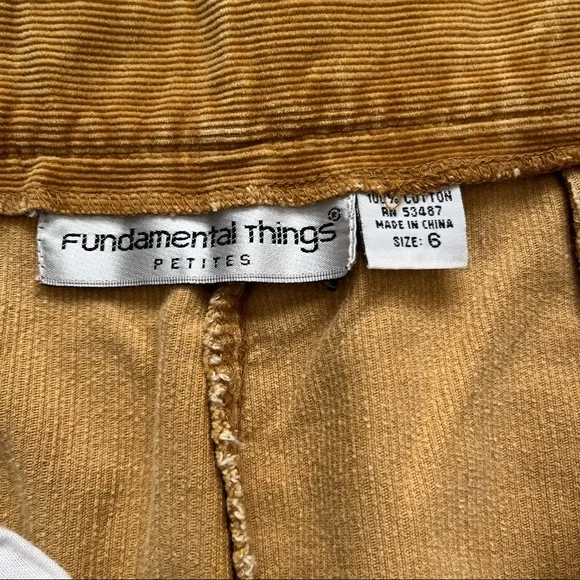 Fundamental Things®
PETITES
100% COTTON
RN 53487
MADE IN CHINA
SIZE: 6